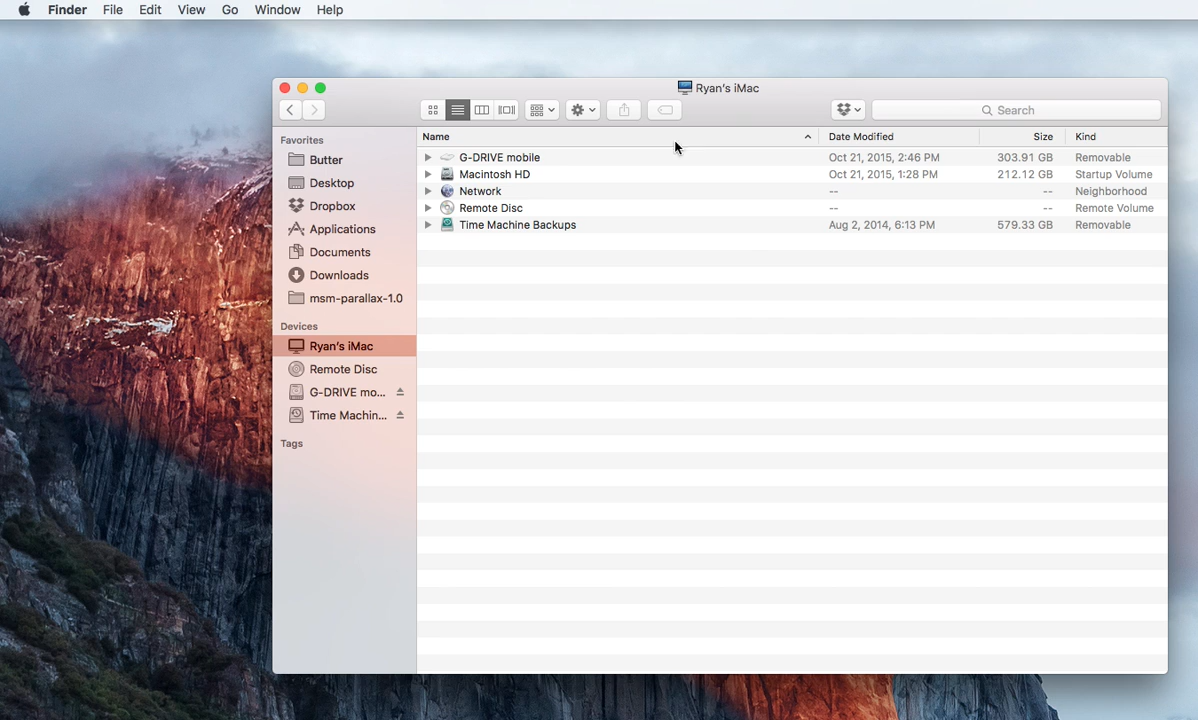 Finder File Edit View Go Window Help
Ryan's iMac
Search
Favorites
Butter
Desktop
Dropbox
Applications
Documents
Downloads
msm-parallax-1.0
Devices
Ryan's iMac
Remote Disc
G-DRIVE mo...
Time Machin...
Tags
Name Date Modified Size Kind
G-DRIVE mobile Oct 21, 2015, 2:46 PM 303.91 GB Removable
Macintosh HD Oct 21, 2015, 1:28 PM 212.12 GB Startup Volume
Network -- -- Neighborhood
Remote Disc -- -- Remote Volume
Time Machine Backups Aug 2, 2014, 6:13 PM 579.33 GB Removable